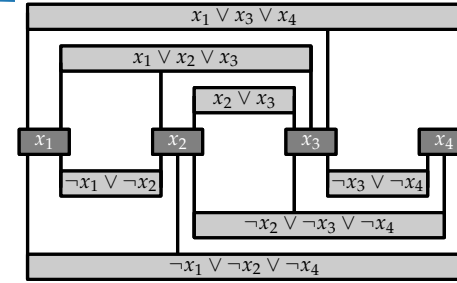 x₁ ∨ x₃ ∨ x₄
x₁ ∨ x₂ ∨ x₃
x₂ ∨ x₃
x₁ x₂ x₃ x₄
¬x₁ ∨ ¬x₂ ¬x₃ ∨ ¬x₄
¬x₂ ∨ ¬x₃ ∨ ¬x₄
¬x₁ ∨ ¬x₂ ∨ ¬x₄